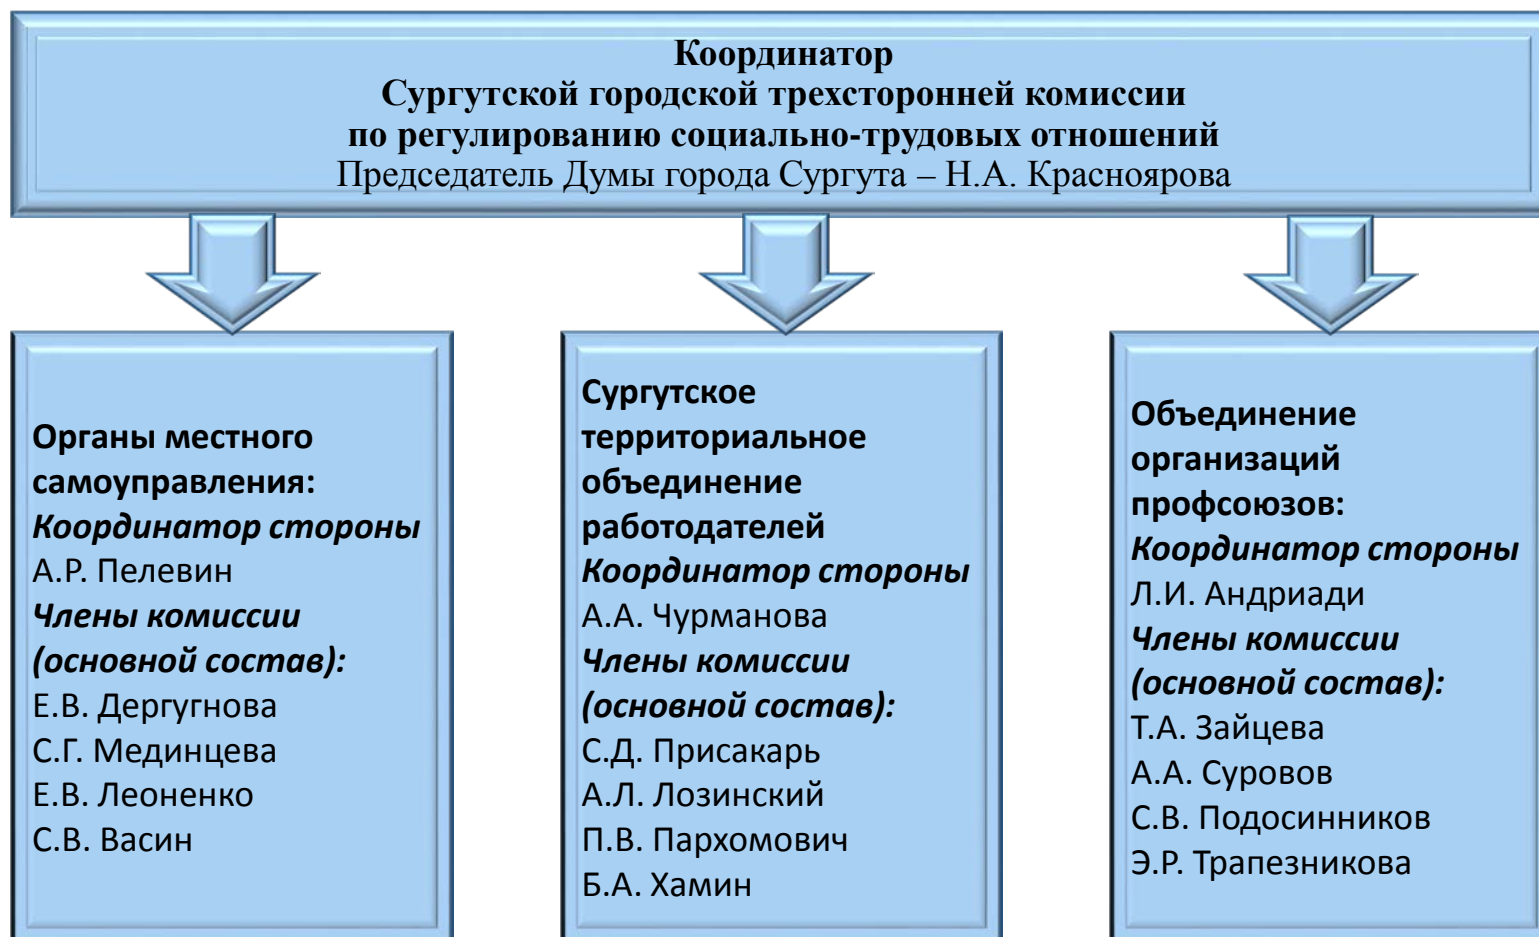 Координатор
Сургутской городской трехсторонней комиссии
по регулированию социально-трудовых отношений
Председатель Думы города Сургута – Н.А. Красноярова
Органы местного
самоуправления:
Координатор стороны
А.Р. Пелевин
Члены комиссии
(основной состав):
Е.В. Дергугнова
С.Г. Мединцева
Е.В. Леоненко
С.В. Васин
Сургутское
территориальное
объединение
работодателей
Координатор стороны
А.А. Чурманова
Члены комиссии
(основной состав):
С.Д. Присакарь
А.Л. Лозинский
П.В. Пархомович
Б.А. Хамин
Объединение
организаций
профсоюзов:
Координатор стороны
Л.И. Андриади
Члены комиссии
(основной состав):
Т.А. Зайцева
А.А. Суровов
С.В. Подосинников
Э.Р. Трапезникова